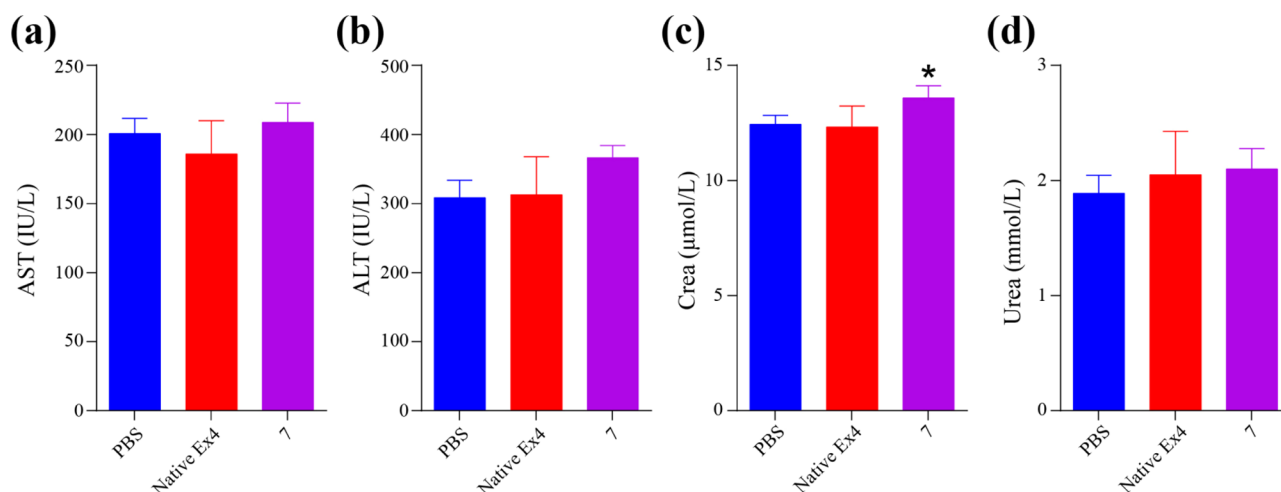 (a)
AST (IU/L)
250
200
150
100
50
0
PBS
Native Ex4
7
(b)
ALT (IU/L)
500
400
300
200
100
0
PBS
Native Ex4
7
(c)
Crea (μmol/L)
15
10
5
0
*
PBS
Native Ex4
7
(d)
Urea (mmol/L)
3
2
1
0
PBS
Native Ex4
7